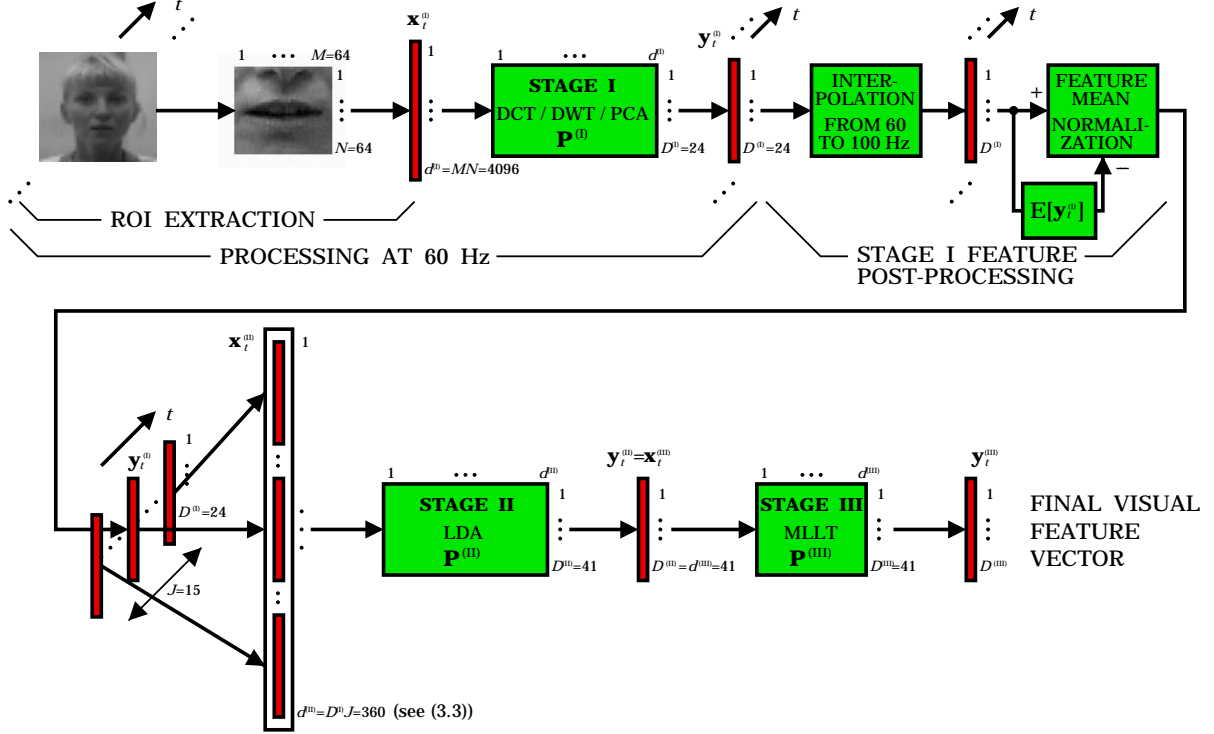 t
x_t^(I)
1 ... M=64
1
N=64
1
d^(I)=MN=4096
1 ... d^(I)
STAGE I
DCT / DWT / PCA
P^(I)
1
D^(I)=24
y_t^(I)
t
1
D^(I)=24
INTER-
POLATION
FROM 60
TO 100 Hz
t
1
D^(I)
+
FEATURE
MEAN
NORMALI-
ZATION
−
E[y_t^(I)]
ROI EXTRACTION
PROCESSING AT 60 Hz
STAGE I FEATURE
POST-PROCESSING
x_t^(II)
1
t
y_t^(I)
1
D^(I)=24
J=15
d^(II)=D^(I)J=360 (see (3.3))
1 ... d^(II)
STAGE II
LDA
P^(II)
1
D^(II)=41
y_t^(II)=x_t^(III)
1
D^(II)=d^(III)=41
1 ... d^(III)
STAGE III
MLLT
P^(III)
1
D^(III)=41
y_t^(III)
1
D^(III)
FINAL VISUAL
FEATURE
VECTOR